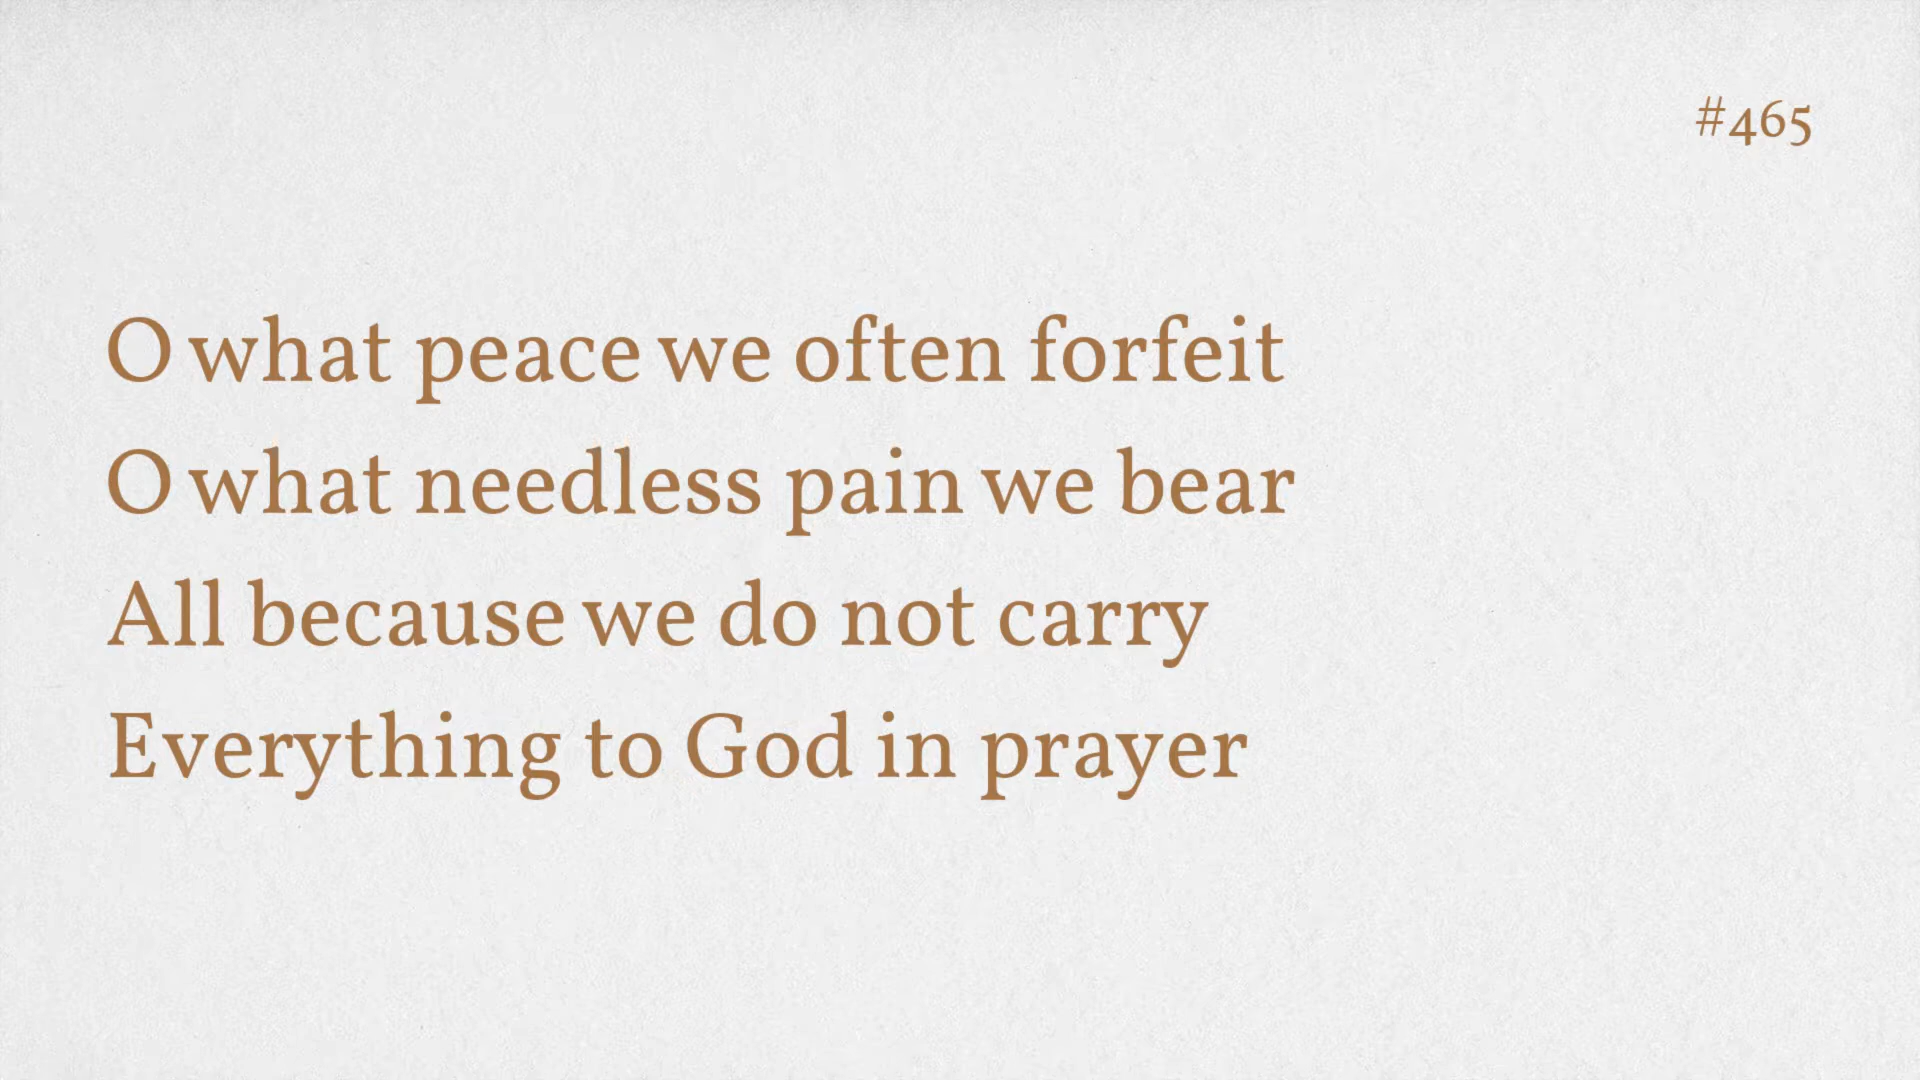 #465
O what peace we often forfeit
O what needless pain we bear
All because we do not carry
Everything to God in prayer